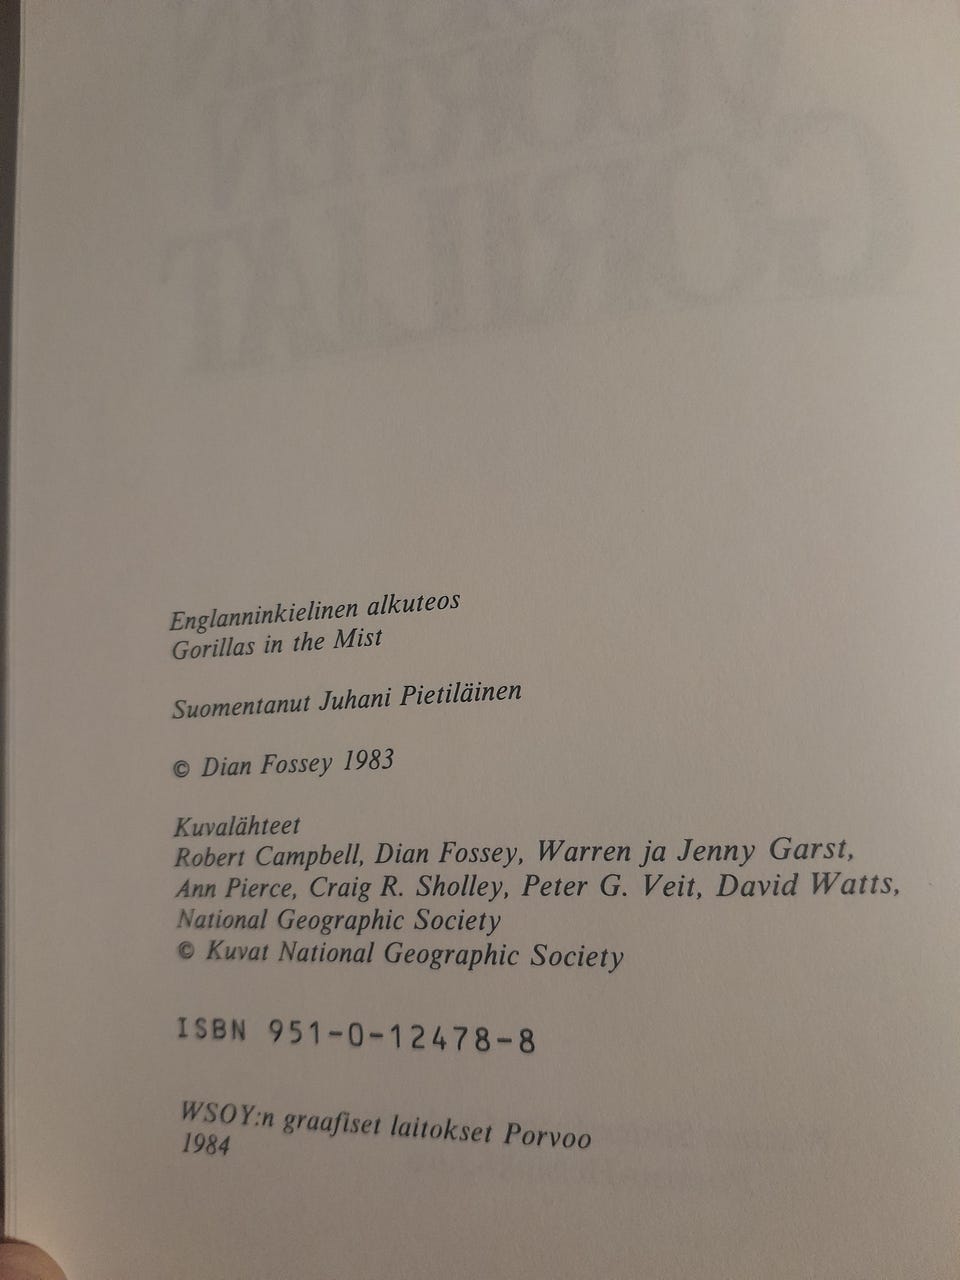 VUORTEN
GORILLAT
Englanninkielinen alkuteos
Gorillas in the Mist
Suomentanut Juhani Pietiläinen
© Dian Fossey 1983
Kuvalähteet
Robert Campbell, Dian Fossey, Warren ja Jenny Garst,
Ann Pierce, Craig R. Sholley, Peter G. Veit, David Watts,
National Geographic Society
© Kuvat National Geographic Society
ISBN 951-0-12478-8
WSOY:n graafiset laitokset Porvoo
1984